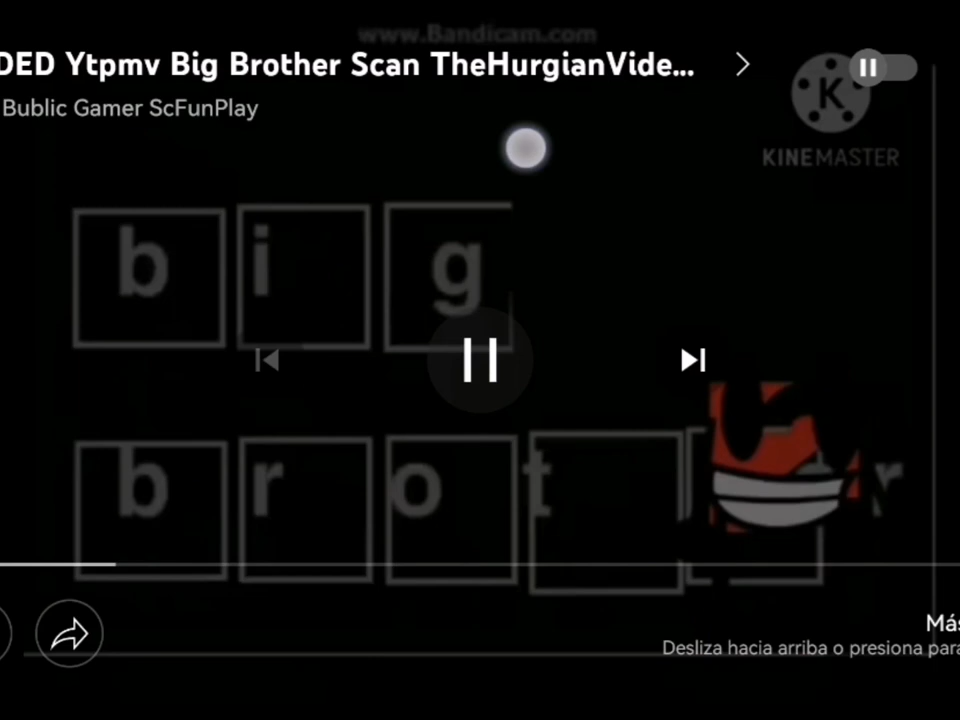 www.Bandicam.com
DED Ytpmv Big Brother Scan TheHurgianVide...
Bublic Gamer ScFunPlay
K
KINEMASTER
b i g
b r o t r
Más
Desliza hacia arriba o presiona para